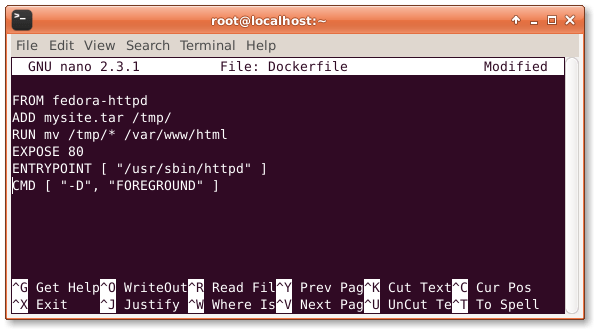 root@localhost:~
File Edit View Search Terminal Help
GNU nano 2.3.1 File: Dockerfile Modified
FROM fedora-httpd
ADD mysite.tar /tmp/
RUN mv /tmp/* /var/www/html
EXPOSE 80
ENTRYPOINT [ "/usr/sbin/httpd" ]
CMD [ "-D", "FOREGROUND" ]
^G Get Help^O WriteOut^R Read Fil^Y Prev Pag^K Cut Text^C Cur Pos
^X Exit ^J Justify ^W Where Is^V Next Pag^U UnCut Te^T To Spell